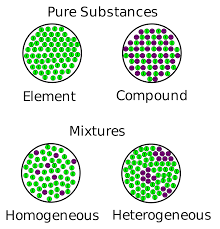 Pure Substances
Element
Compound
Mixtures
Homogeneous
Heterogeneous